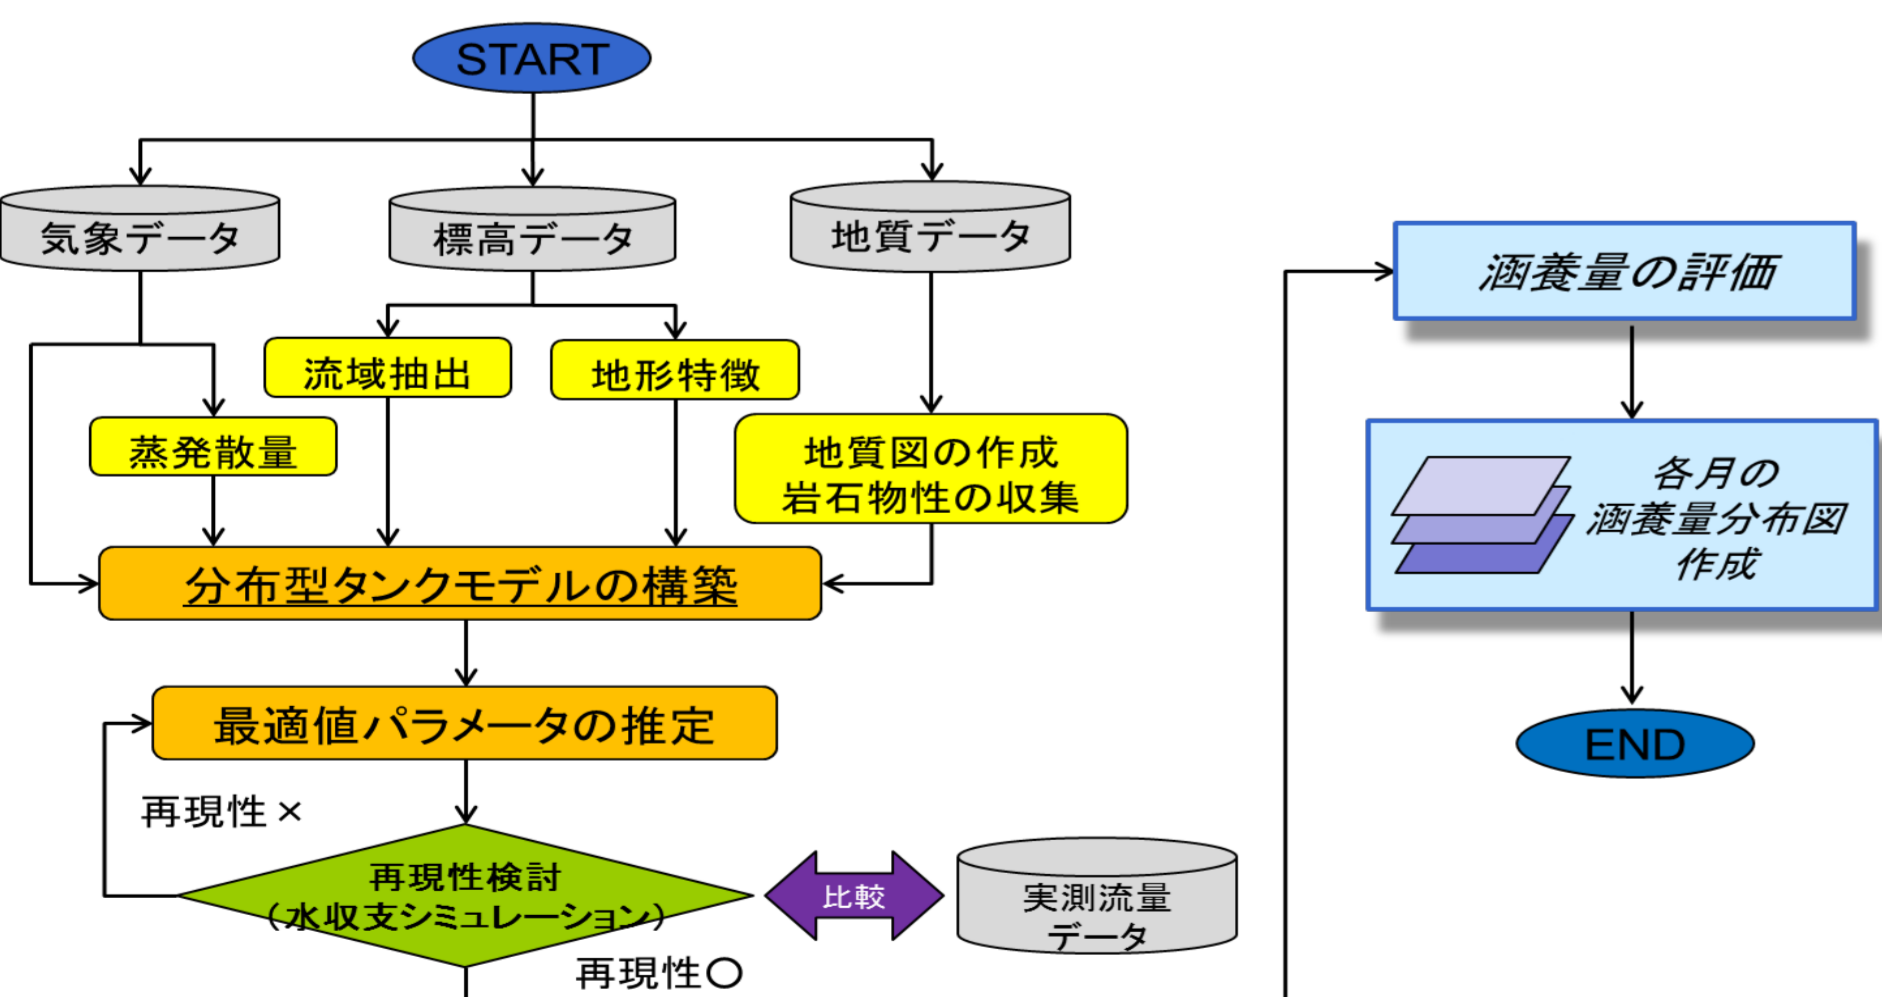 START
気象データ
標高データ
地質データ
流域抽出
地形特徴
蒸発散量
地質図の作成
岩石物性の収集
分布型タンクモデルの構築
最適値パラメータの推定
再現性×
再現性検討
（水収支シミュレーション）
比較
実測流量
データ
再現性○
涵養量の評価
各月の
涵養量分布図
作成
END